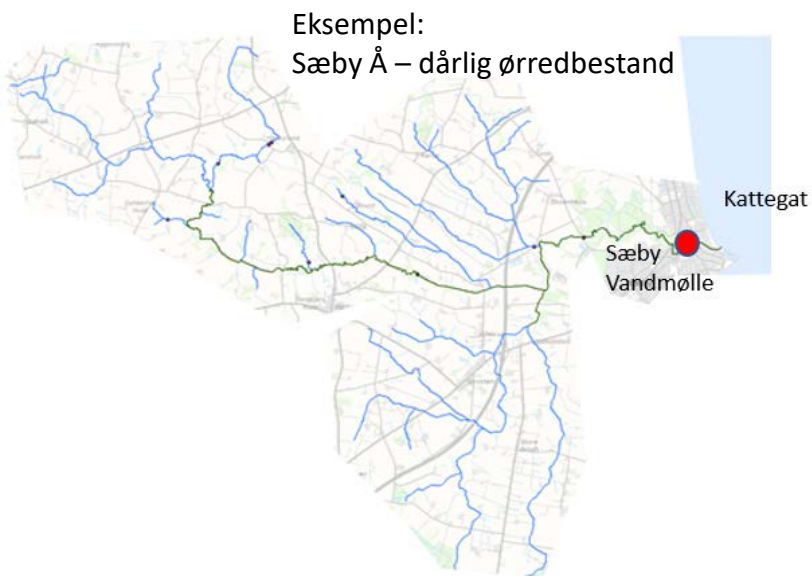 Eksempel:
Sæby Å – dårlig ørredbestand
Kattegat
Sæby
Vandmølle